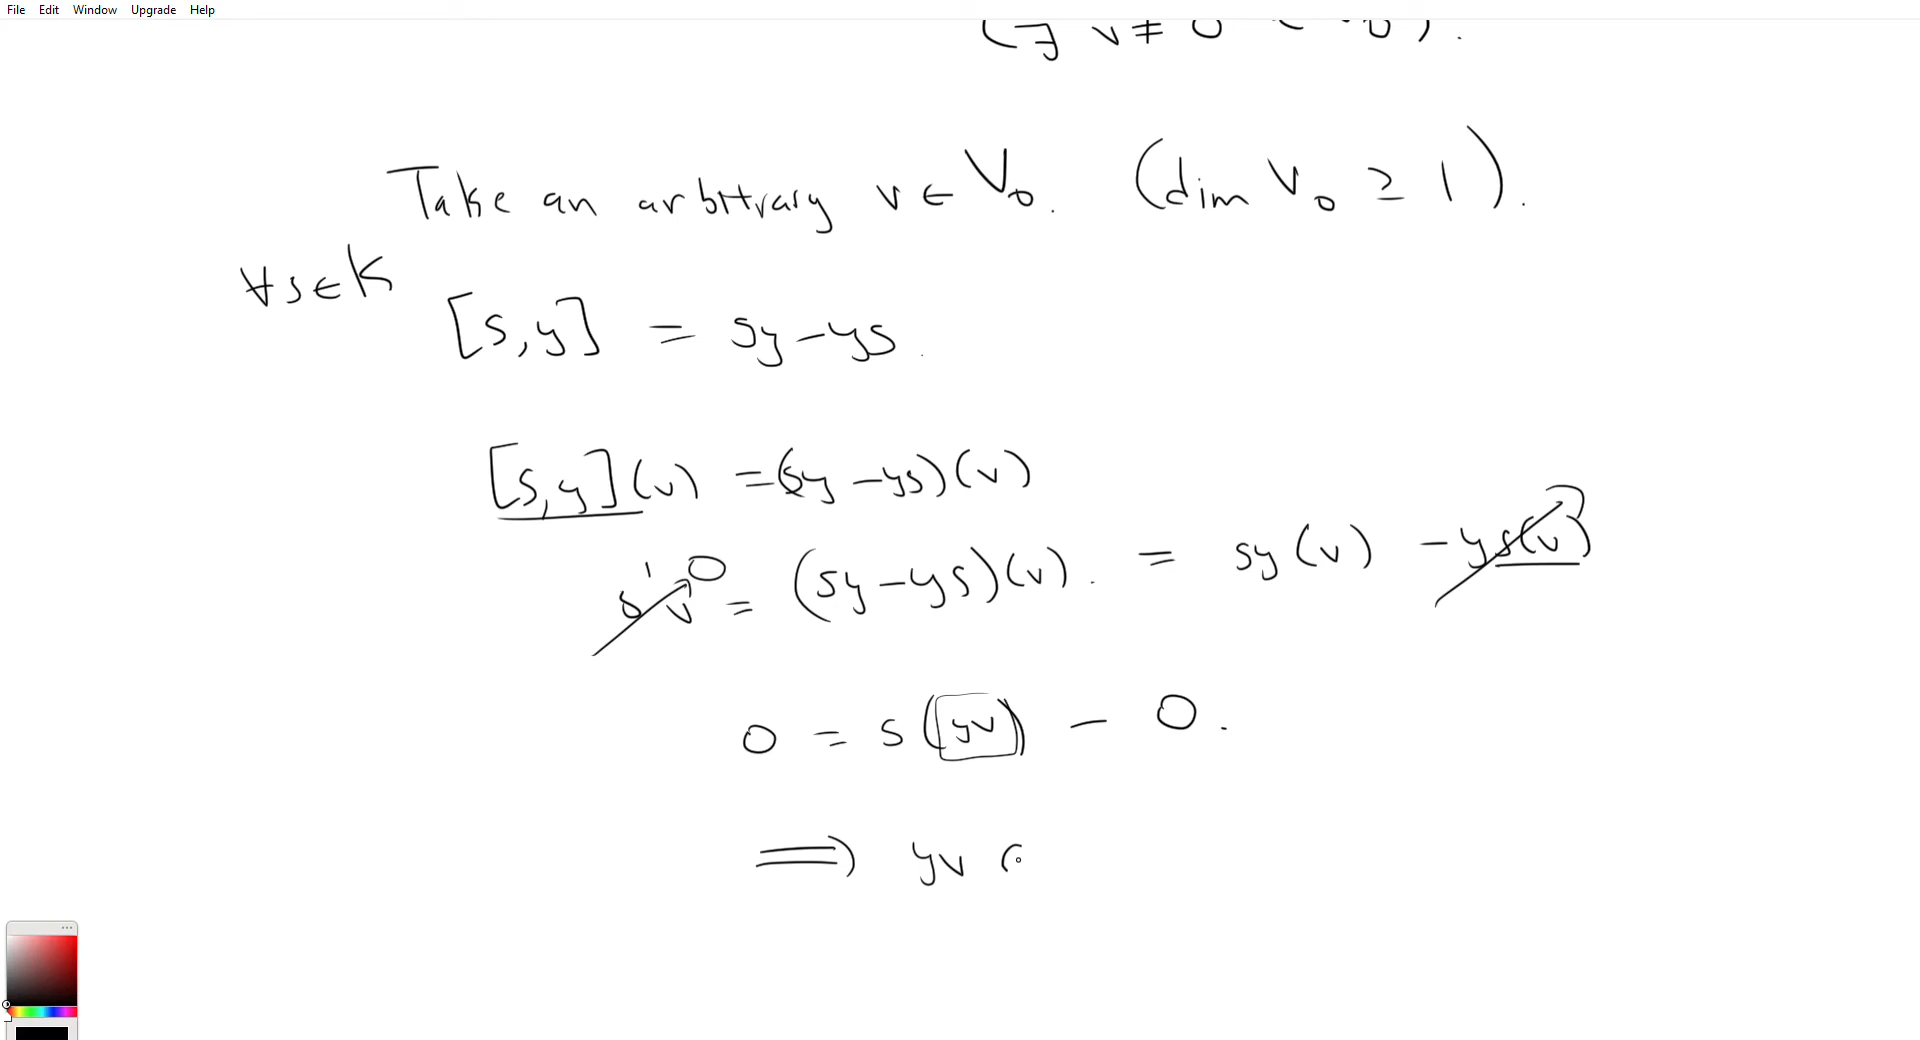 File Edit Window Upgrade Help
(∃ v ≠ 0
Take an arbitrary v ∈ V₀. (dim V₀ ≥ 1).
∀ s ∈ K
[s,y] = sy - ys.
[s,y](v) = (sy - ys)(v)
s'v 0 = (sy - ys)(v). = sy(v) - ys(v)
0 = s(yv) - 0.
⟹ yv